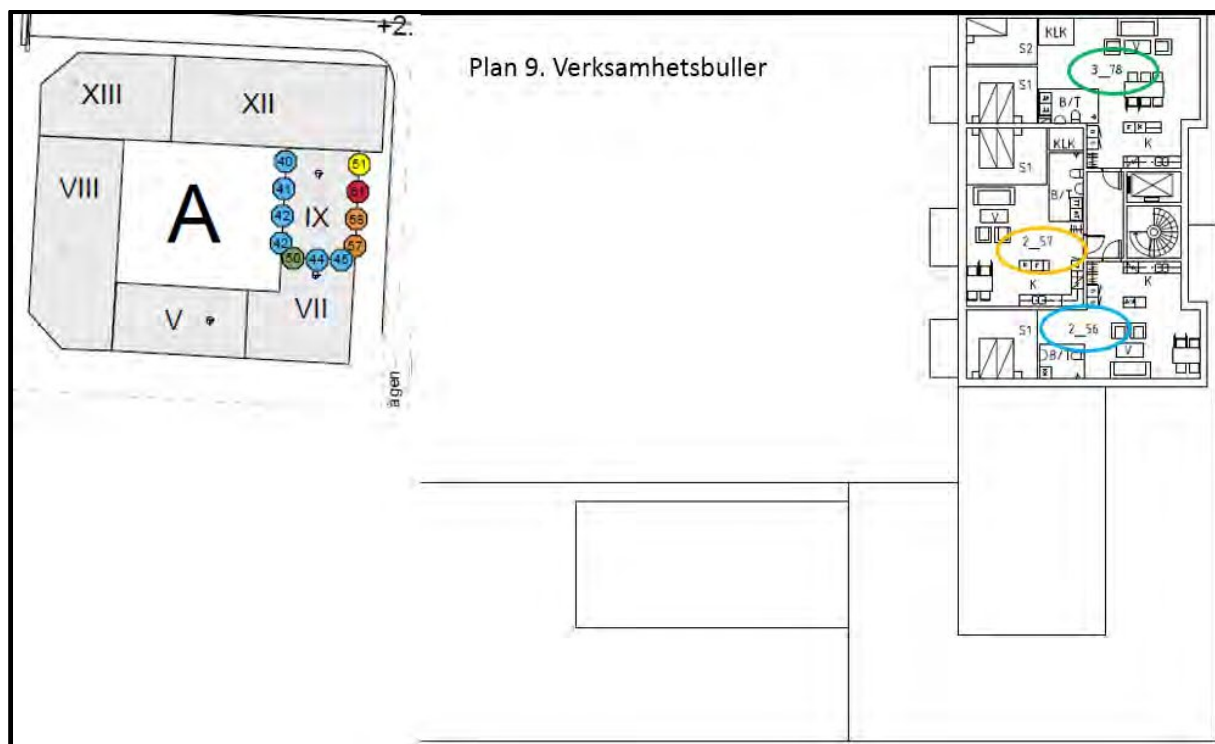 +2.
XIII
XII
VIII
A
IX
V
VII
40
41
42
42
50
44
45
51
61
58
57
ägen
Plan 9. Verksamhetsbuller
S2
KLK
V
3_78
S1
B/T
K
S1
KLK
B/T
V
2_57
K
K
S1
2_56
B/T
V